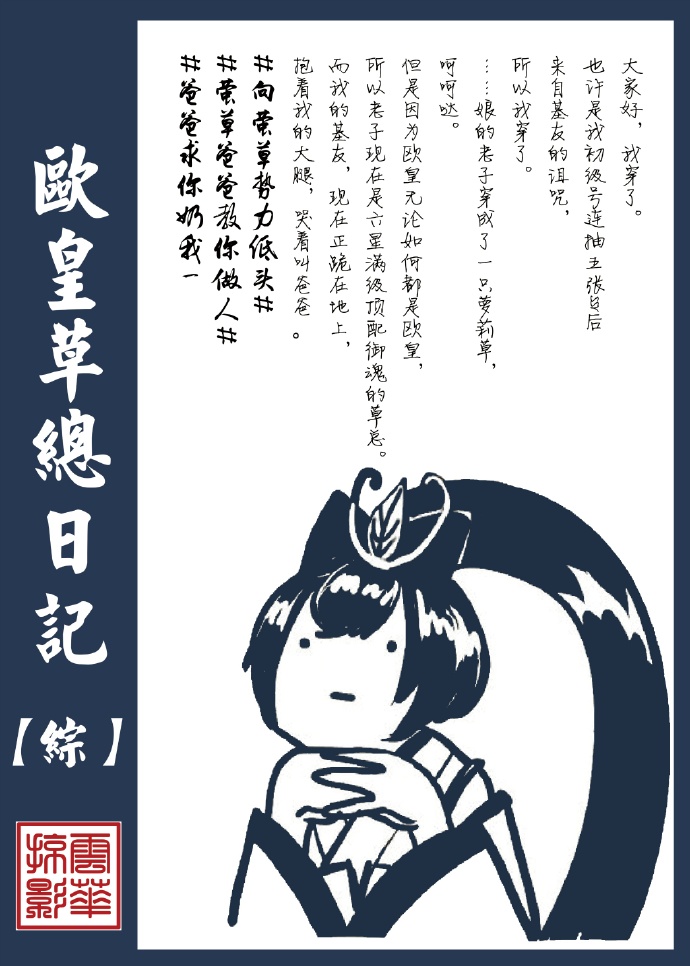 大家好，我穿了。
也许是我初级号连抽五张SSR后
来自基友的诅咒，
所以我穿了。
……娘的老子穿成了一只萝莉草，
呵呵哒。
但是因为欧皇无论如何都是欧皇，
所以老子现在是六星满级顶配御魂的草总。
而我的基友，现在正跪在地上，
抱着我的大腿，哭着叫爸爸。
#向萤草势力低头#
#萤草爸爸教你做人#
#爸爸求你奶我一
歐皇草總日記
【綜】
雲華
掠影